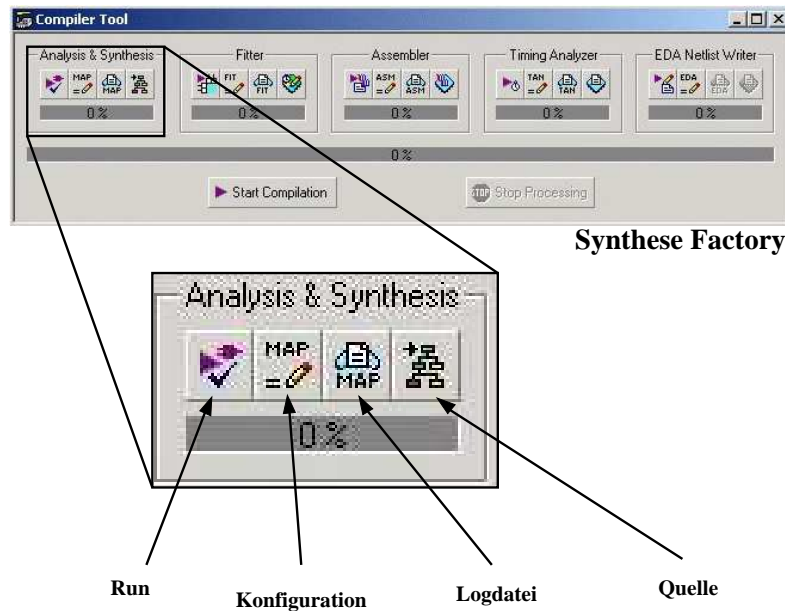 Compiler Tool
Analysis & Synthesis
Fitter
Assembler
Timing Analyzer
EDA Netlist Writer
MAP
MAP
FIT
FIT
ASM
ASM
TAN
TAN
EDA
EDA
0 %
0 %
0 %
0 %
0 %
0 %
Start Compilation
STOP
Stop Processing
Synthese Factory
Analysis & Synthesis
MAP
MAP
0 %
Run
Konfiguration
Logdatei
Quelle